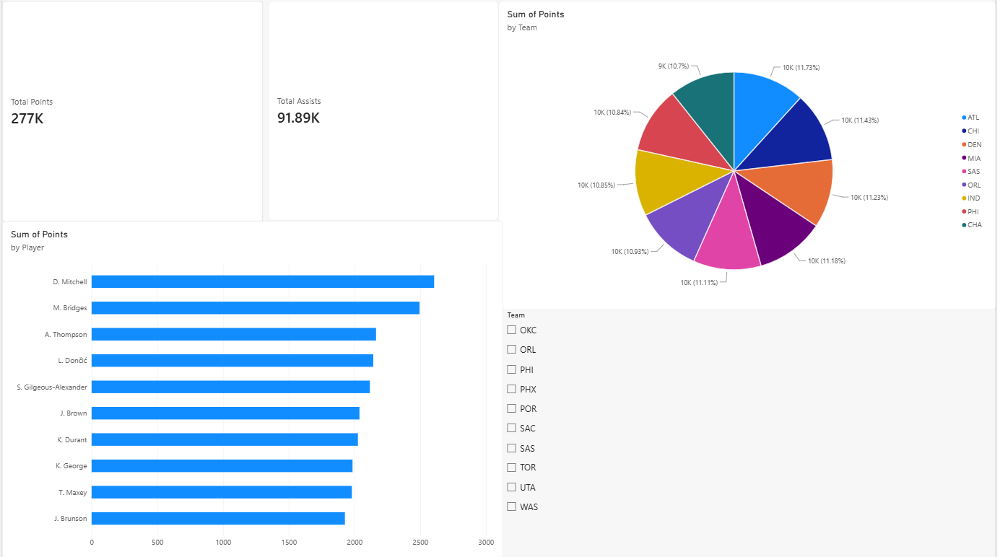 Total Points
277K
Total Assists
91.89K
Sum of Points
by Team
10K (11.73%)
10K (11.43%)
10K (11.23%)
10K (11.18%)
10K (11.11%)
10K (10.93%)
10K (10.85%)
10K (10.84%)
9K (10.7%)
ATL
CHI
DEN
MIA
SAS
ORL
IND
PHI
CHA
Sum of Points
by Player
D. Mitchell
M. Bridges
A. Thompson
L. Dončić
S. Gilgeous-Alexander
J. Brown
K. Durant
K. George
T. Maxey
J. Brunson
0 500 1000 1500 2000 2500 3000
Team
OKC
ORL
PHI
PHX
POR
SAC
SAS
TOR
UTA
WAS